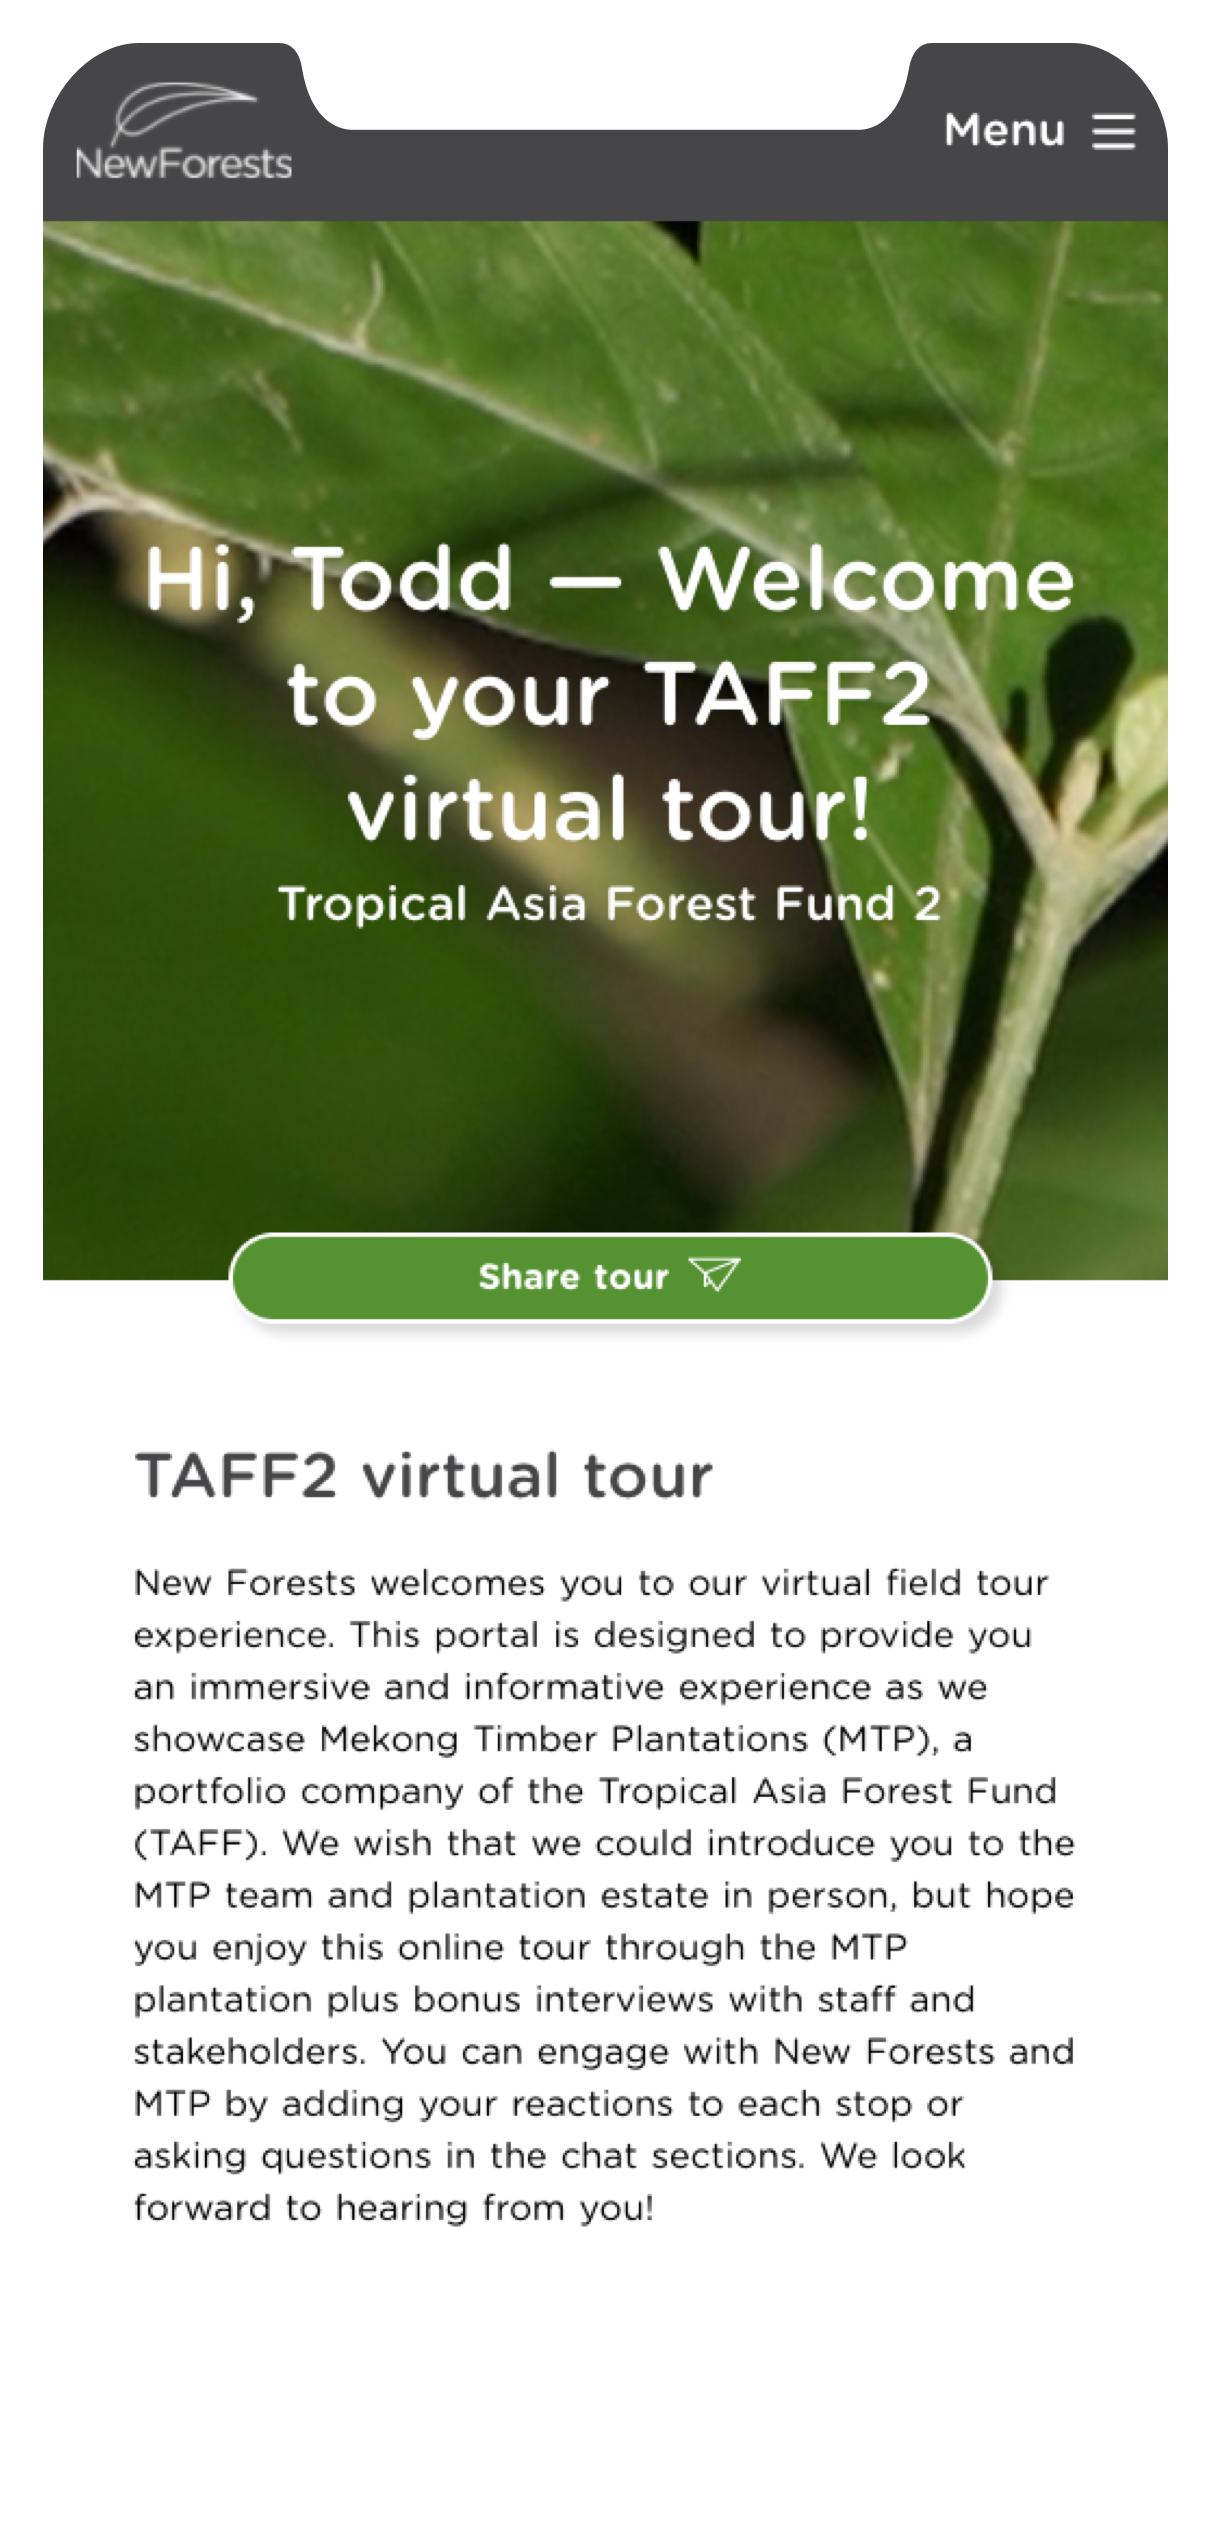 NewForests
Menu
Hi, Todd — Welcome
to your TAFF2
virtual tour!
Tropical Asia Forest Fund 2
Share tour
TAFF2 virtual tour
New Forests welcomes you to our virtual field tour
experience. This portal is designed to provide you
an immersive and informative experience as we
showcase Mekong Timber Plantations (MTP), a
portfolio company of the Tropical Asia Forest Fund
(TAFF). We wish that we could introduce you to the
MTP team and plantation estate in person, but hope
you enjoy this online tour through the MTP
plantation plus bonus interviews with staff and
stakeholders. You can engage with New Forests and
MTP by adding your reactions to each stop or
asking questions in the chat sections. We look
forward to hearing from you!